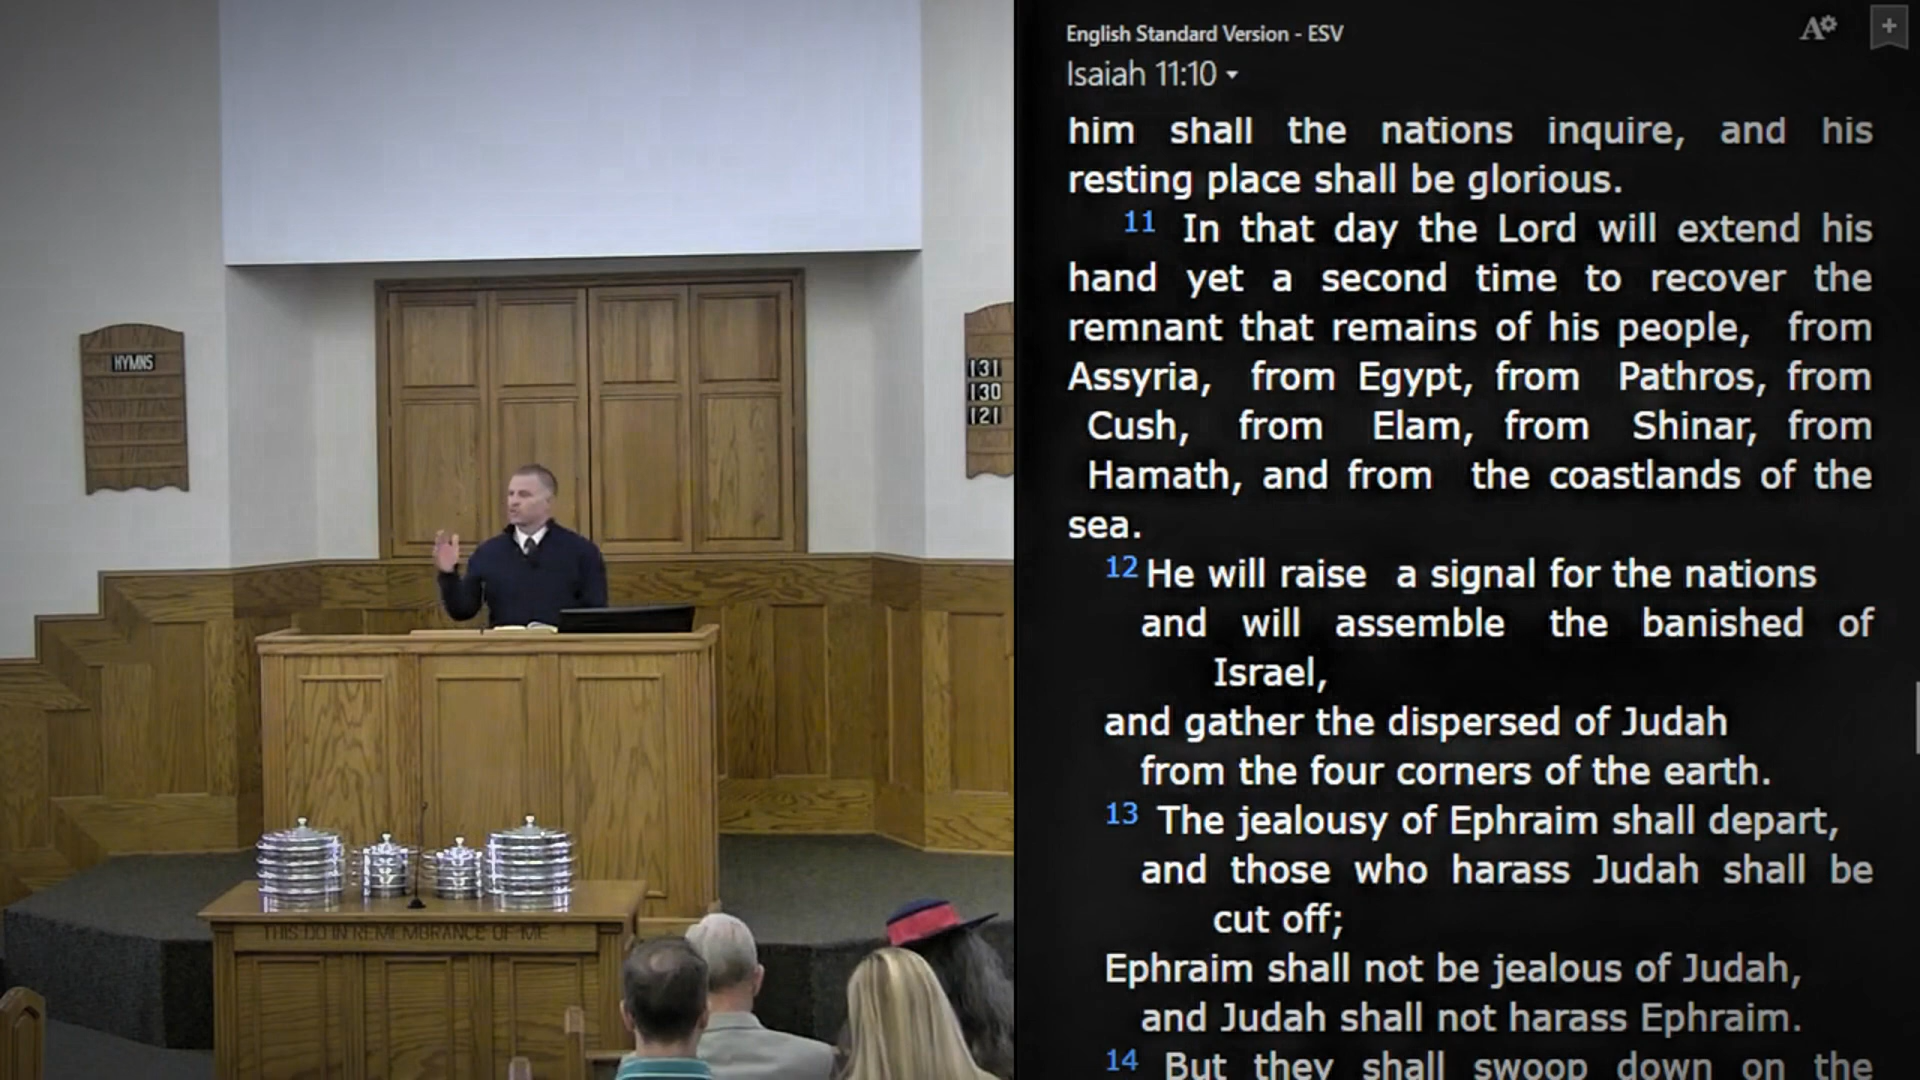 HYMNS
131
130
121
THIS DO IN REMEMBRANCE OF ME
English Standard Version - ESV
Isaiah 11:10
him shall the nations inquire, and his
resting place shall be glorious.
11 In that day the Lord will extend his
hand yet a second time to recover the
remnant that remains of his people, from
Assyria, from Egypt, from Pathros, from
Cush, from Elam, from Shinar, from
Hamath, and from the coastlands of the
sea.
12 He will raise a signal for the nations
and will assemble the banished of
Israel,
and gather the dispersed of Judah
from the four corners of the earth.
13 The jealousy of Ephraim shall depart,
and those who harass Judah shall be
cut off;
Ephraim shall not be jealous of Judah,
and Judah shall not harass Ephraim.
14 But they shall swoop down on the